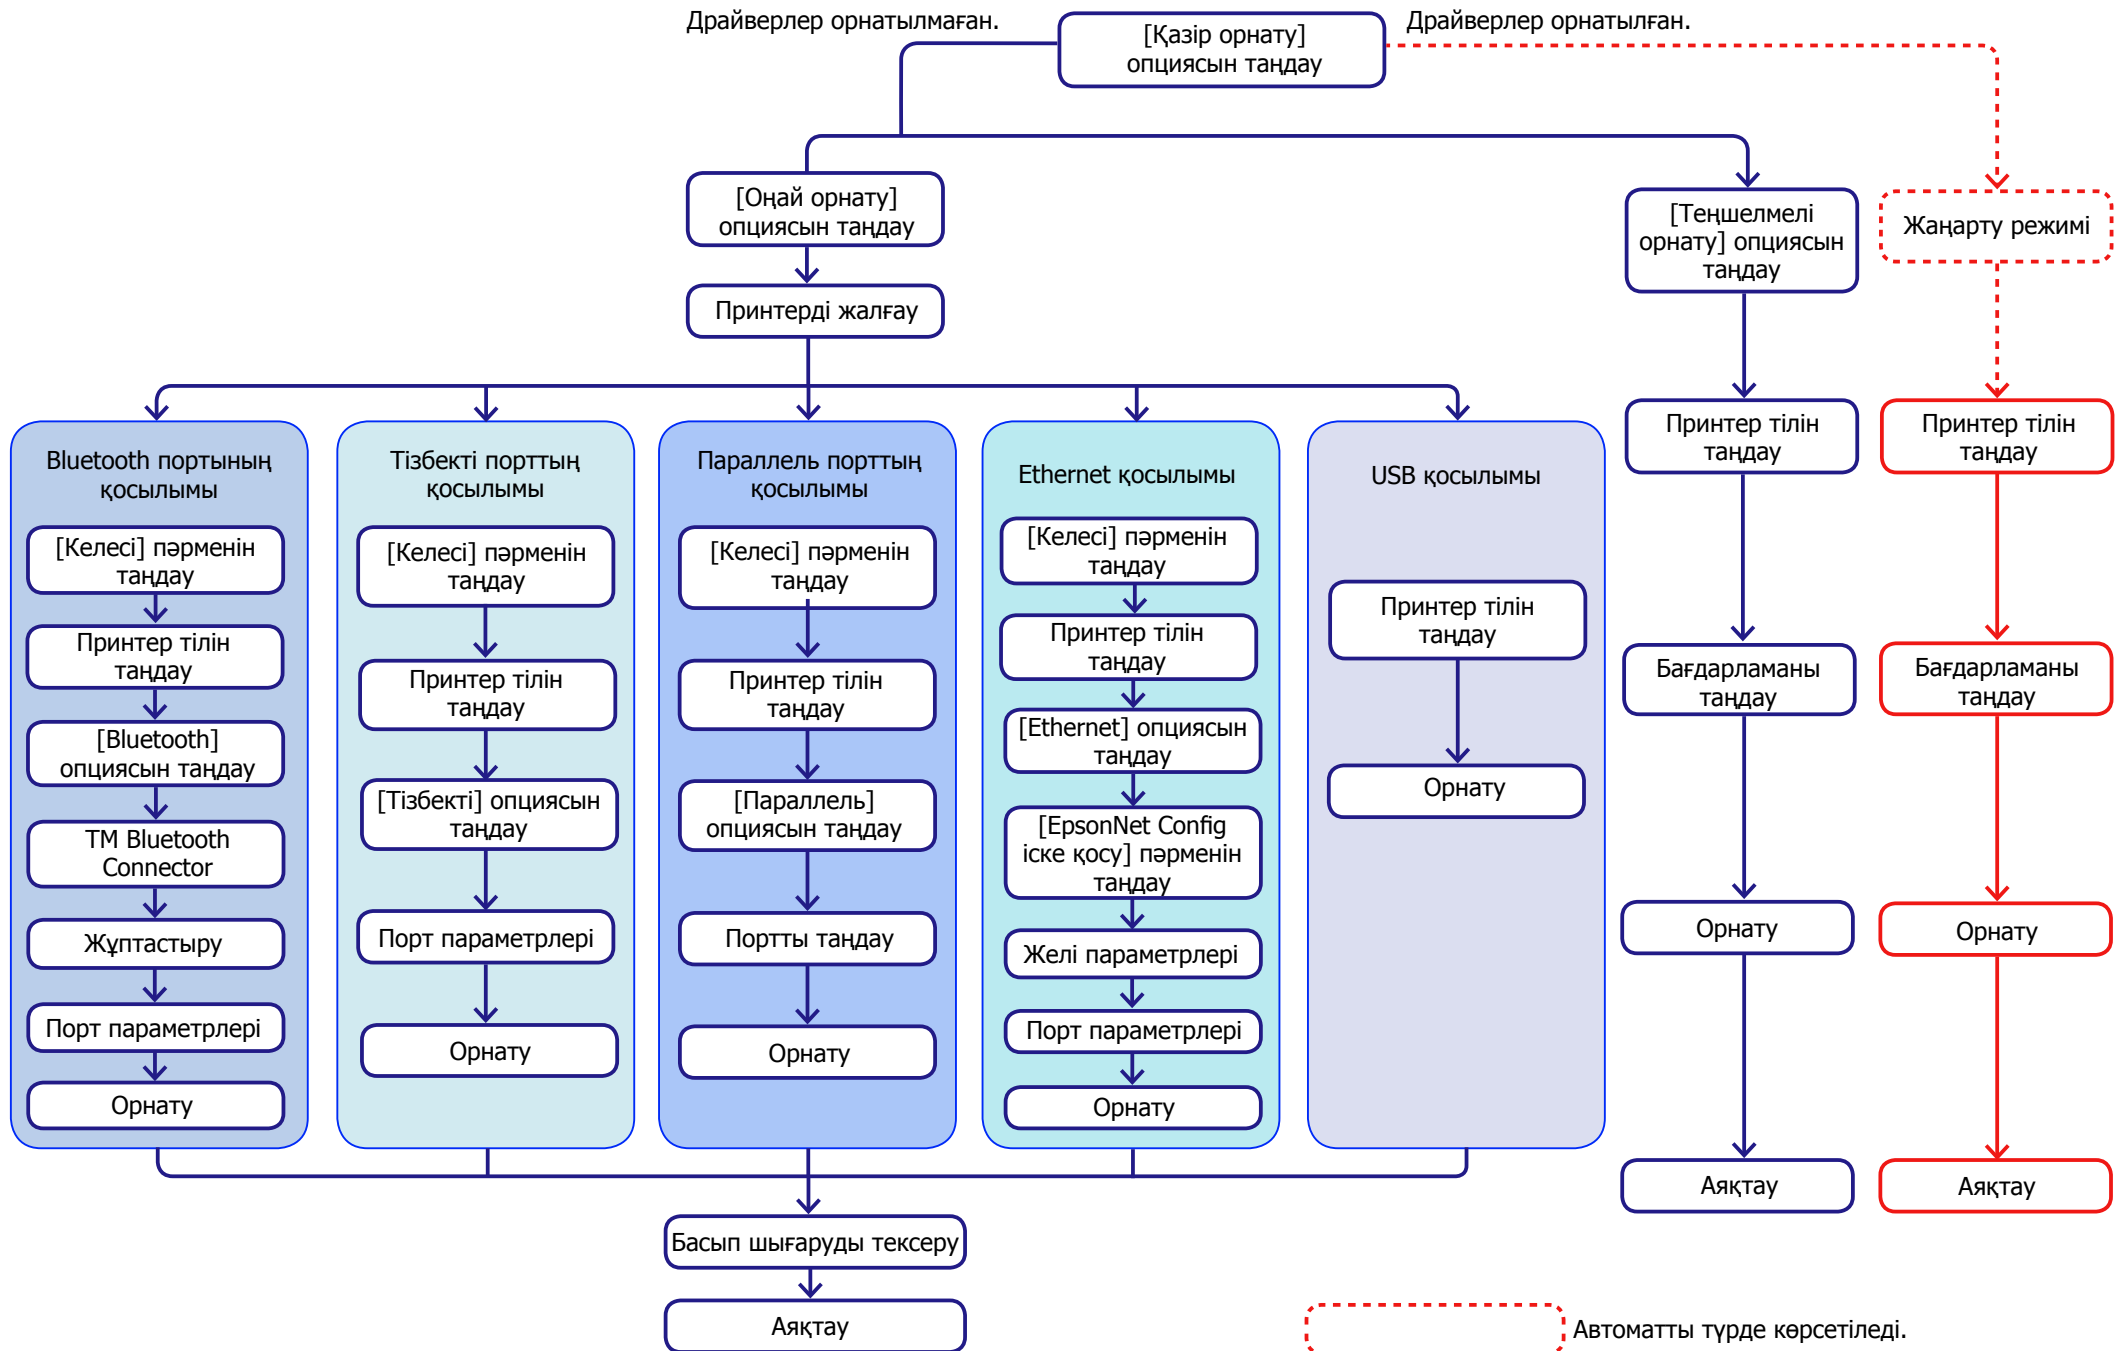 Драйверлер орнатылмаған.
[Қазір орнату]
опциясын таңдау
Драйверлер орнатылған.
[Оңай орнату]
опциясын таңдау
Принтерді жалғау
[Теңшелмелі
орнату] опциясын
таңдау
Жаңарту режимі
Bluetooth портының
қосылымы
[Келесі] пәрменін
таңдау
Принтер тілін
таңдау
[Bluetooth]
опциясын таңдау
TM Bluetooth
Connector
Жұптастыру
Порт параметрлері
Орнату
Тізбекті порттың
қосылымы
[Келесі] пәрменін
таңдау
Принтер тілін
таңдау
[Тізбекті] опциясын
таңдау
Порт параметрлері
Орнату
Параллель порттың
қосылымы
[Келесі] пәрменін
таңдау
Принтер тілін
таңдау
[Параллель]
опциясын таңдау
Портты таңдау
Орнату
Ethernet қосылымы
[Келесі] пәрменін
таңдау
Принтер тілін
таңдау
[Ethernet] опциясын
таңдау
[EpsonNet Config
іске қосу] пәрменін
таңдау
Желі параметрлері
Порт параметрлері
Орнату
USB қосылымы
Принтер тілін
таңдау
Орнату
Принтер тілін
таңдау
Бағдарламаны
таңдау
Орнату
Аяқтау
Принтер тілін
таңдау
Бағдарламаны
таңдау
Орнату
Аяқтау
Басып шығаруды тексеру
Аяқтау
Автоматты түрде көрсетіледі.